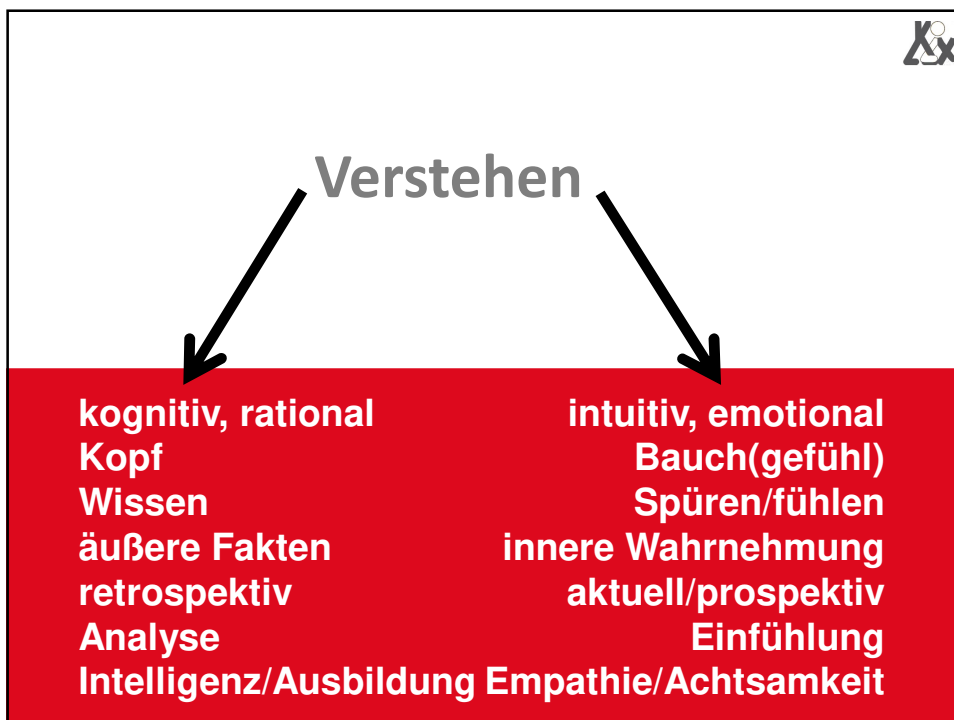 Verstehen
kognitiv, rational intuitiv, emotional
Kopf Bauch(gefühl)
Wissen Spüren/fühlen
äußere Fakten innere Wahrnehmung
retrospektiv aktuell/prospektiv
Analyse Einfühlung
Intelligenz/Ausbildung Empathie/Achtsamkeit